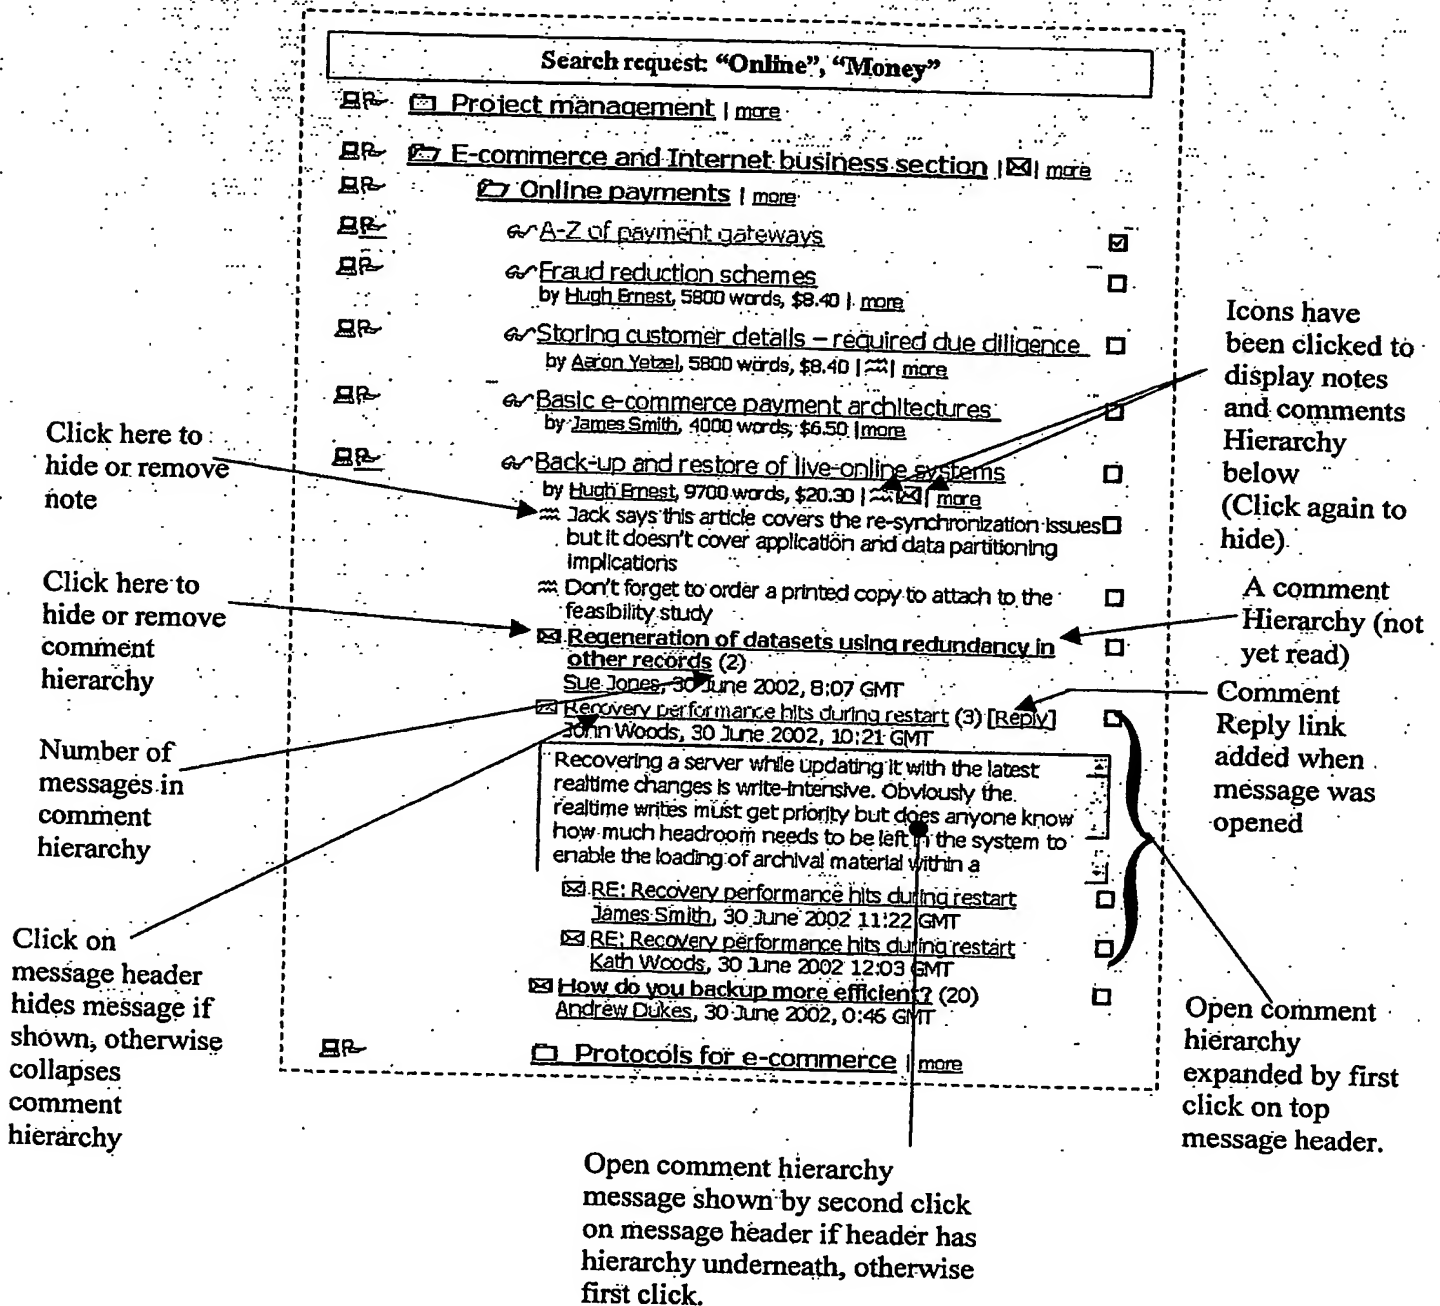 Search request: “Online”, “Money”
Project management | more
E-commerce and Internet business section | | more
Online payments | more
A-Z of payment gateways
Fraud reduction schemes
by Hugh Ernest, 5800 words, $8.40 | more
Storing customer details – required due diligence
by Aaron Yetzel, 5800 words, $8.40 | | more
Basic e-commerce payment architectures
by James Smith, 4000 words, $6.50 | more
Back-up and restore of live-online systems
by Hugh Ernest, 9700 words, $20.30 | | more
Jack says this article covers the re-synchronization issues
but it doesn't cover application and data partitioning
implications
Don't forget to order a printed copy to attach to the
feasibility study
Regeneration of datasets using redundancy in
other records (2)
Sue Jones, 30 June 2002, 8:07 GMT
Recovery performance hits during restart (3) [Reply]
John Woods, 30 June 2002, 10:21 GMT
Recovering a server while updating it with the latest
realtime changes is write-intensive. Obviously the
realtime writes must get priority but does anyone know
how much headroom needs to be left in the system to
enable the loading of archival material within a
RE: Recovery performance hits during restart
James Smith, 30 June 2002 11:22 GMT
RE: Recovery performance hits during restart
Kath Woods, 30 June 2002 12:03 GMT
How do you backup more efficient? (20)
Andrew Dukes, 30 June 2002, 0:46 GMT
Protocols for e-commerce | more
Click here to
hide or remove
note
Click here to
hide or remove
comment
hierarchy
Number of
messages in
comment
hierarchy
Click on
message header
hides message if
shown, otherwise
collapses
comment
hierarchy
Icons have
been clicked to
display notes
and comments
Hierarchy
below
(Click again to
hide)
A comment
Hierarchy (not
yet read)
Comment
Reply link
added when
message was
opened
Open comment
hierarchy
expanded by first
click on top
message header.
Open comment hierarchy
message shown by second click
on message header if header has
hierarchy underneath, otherwise
first click.